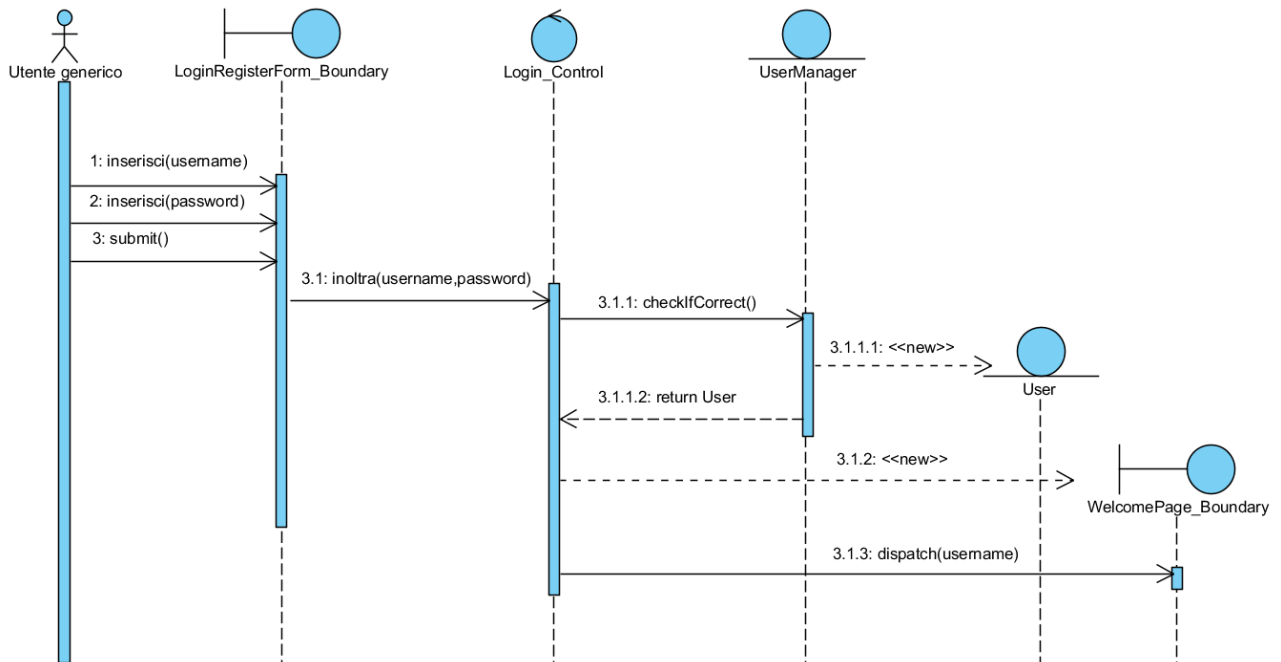 Utente generico
LoginRegisterForm_Boundary
Login_Control
UserManager
1: inserisci(username)
2: inserisci(password)
3: submit()
3.1: inoltra(username,password)
3.1.1: checkIfCorrect()
3.1.1.1: <<new>>
User
3.1.1.2: return User
3.1.2: <<new>>
WelcomePage_Boundary
3.1.3: dispatch(username)